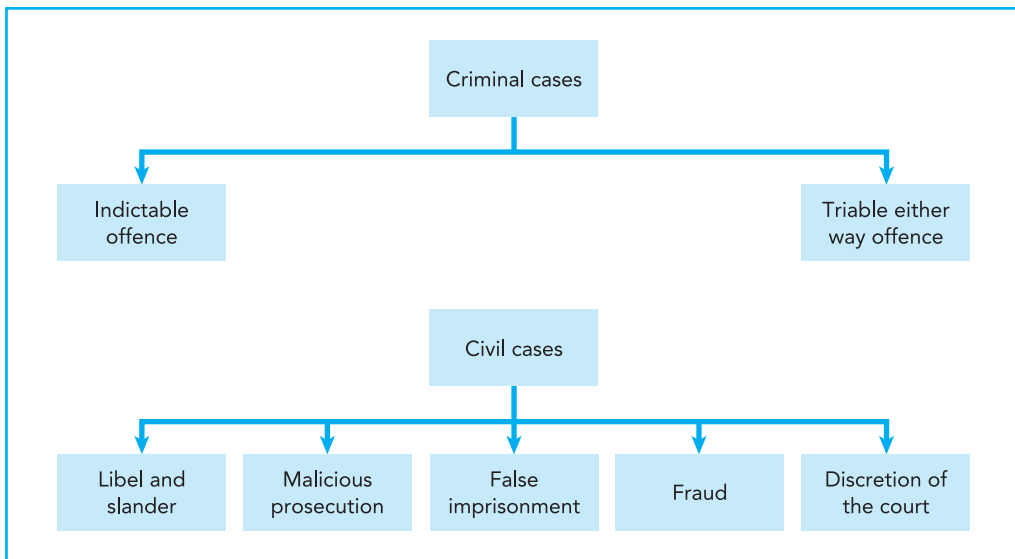 Criminal cases
Indictable
offence
Triable either
way offence
Civil cases
Libel and
slander
Malicious
prosecution
False
imprisonment
Fraud
Discretion of
the court